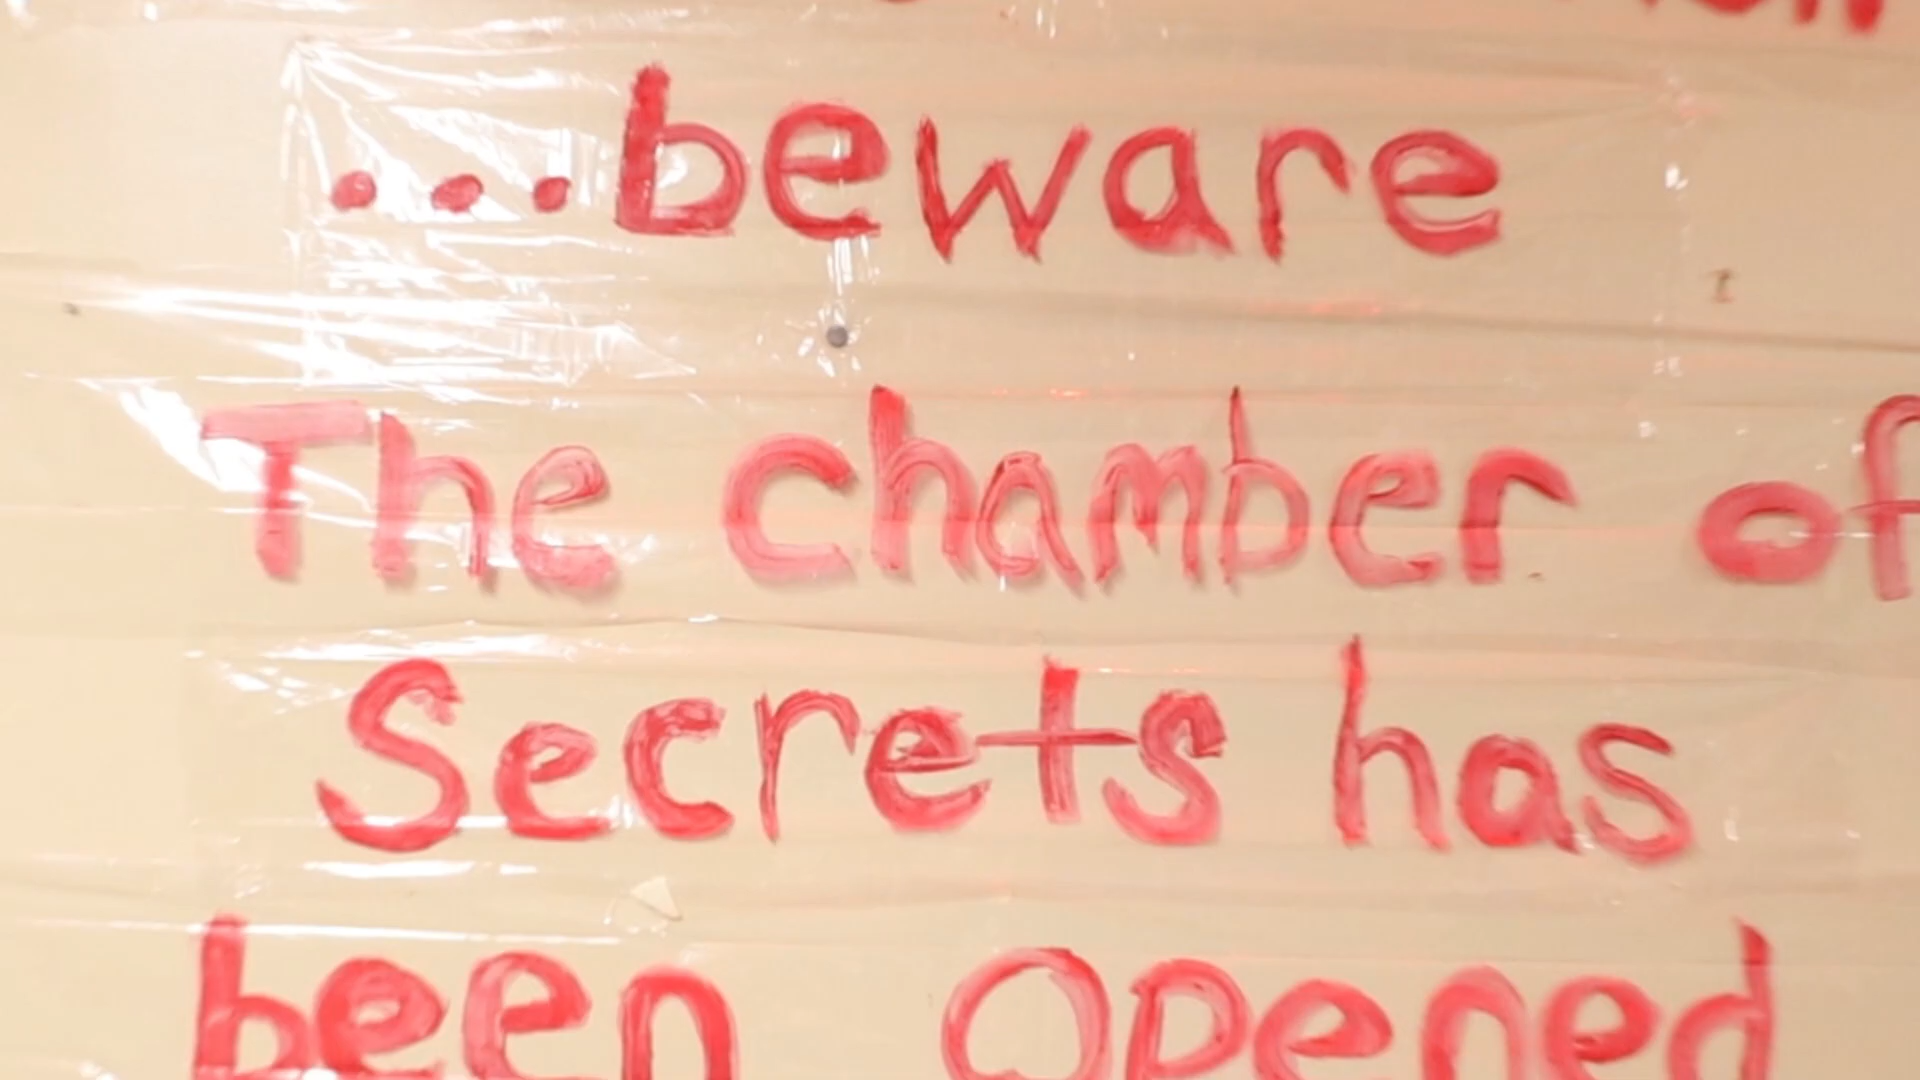 ...beware
The chamber of
Secrets has
been opened